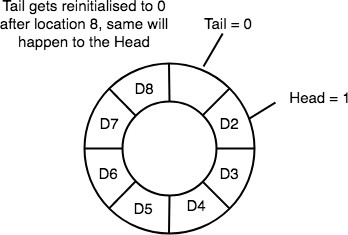 Tail gets reinitialised to 0
after location 8, same will
happen to the Head
Tail = 0
Head = 1
D8
D7
D2
D6
D3
D5
D4